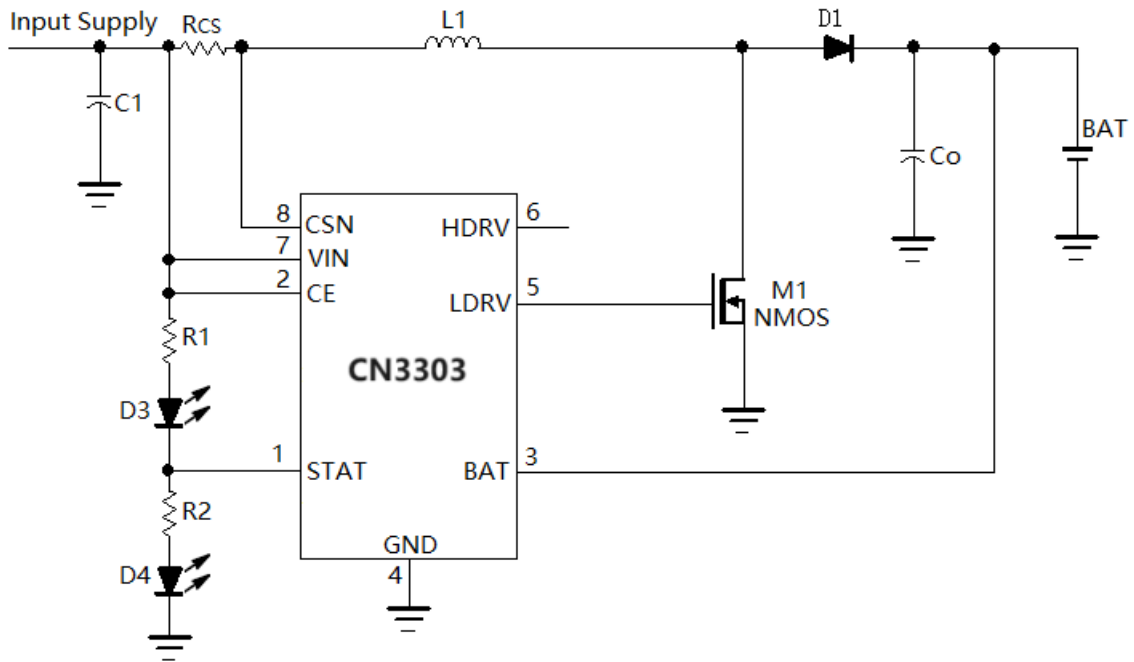 Input Supply
RCS
L1
D1
C1
Co
BAT
8
CSN
HDRV
6
7
VIN
2
CE
LDRV
5
M1
NMOS
R1
CN3303
D3
1
STAT
BAT
3
R2
GND
4
D4